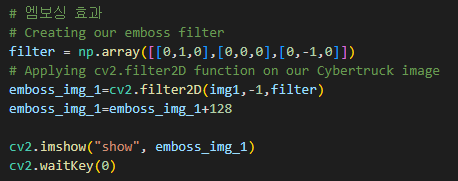 # 엠보싱 효과
# Creating our emboss filter
filter = np.array([[0,1,0],[0,0,0],[0,-1,0]])
# Applying cv2.filter2D function on our Cybertruck image
emboss_img_1=cv2.filter2D(img1,-1,filter)
emboss_img_1=emboss_img_1+128
cv2.imshow("show", emboss_img_1)
cv2.waitKey(0)